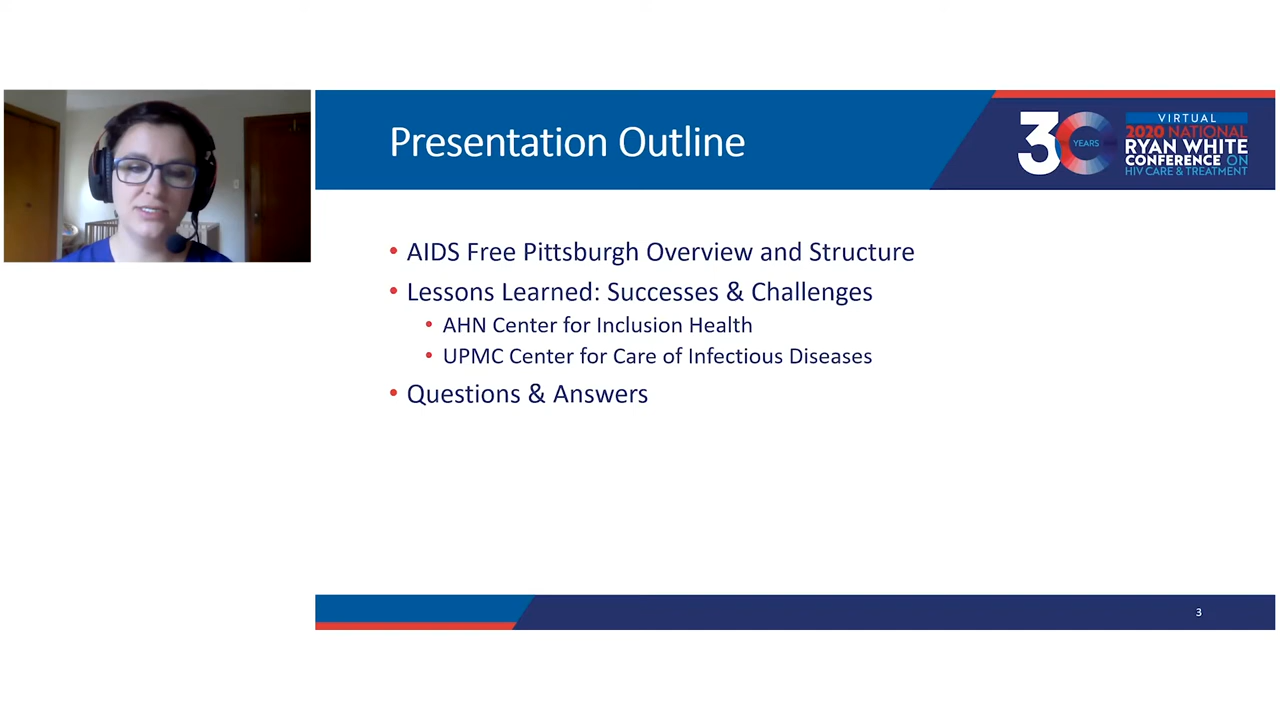 Presentation Outline
30
YEARS
VIRTUAL
2020 NATIONAL
RYAN WHITE
CONFERENCE ON
HIV CARE & TREATMENT
• AIDS Free Pittsburgh Overview and Structure
• Lessons Learned: Successes & Challenges
• AHN Center for Inclusion Health
• UPMC Center for Care of Infectious Diseases
• Questions & Answers
3